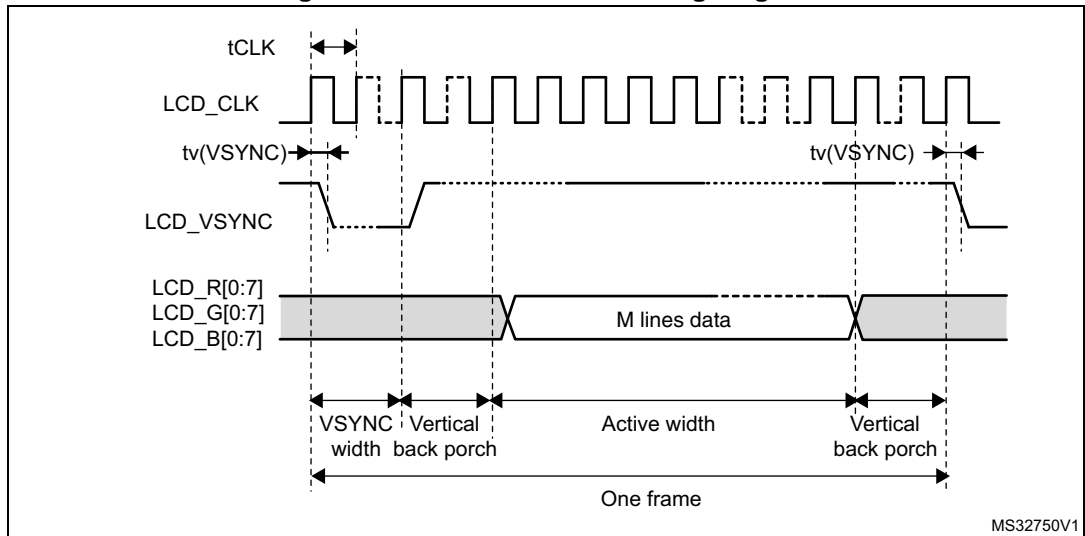 tCLK
LCD_CLK
tv(VSYNC)
tv(VSYNC)
LCD_VSYNC
LCD_R[0:7]
LCD_G[0:7]
LCD_B[0:7]
M lines data
VSYNC width
Vertical back porch
Active width
Vertical back porch
One frame
MS32750V1